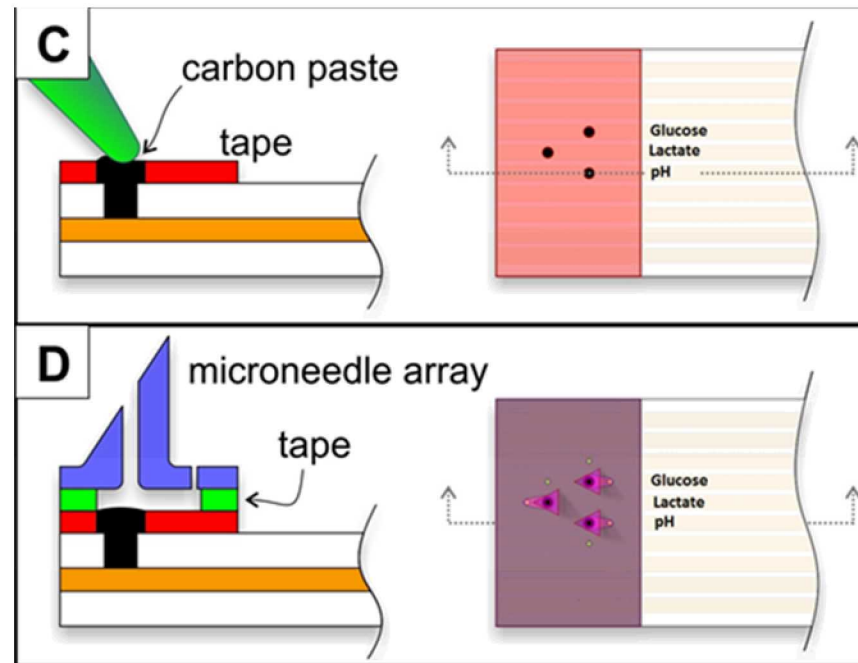 C
carbon paste
tape
Glucose
Lactate
pH
D
microneedle array
tape
Glucose
Lactate
pH